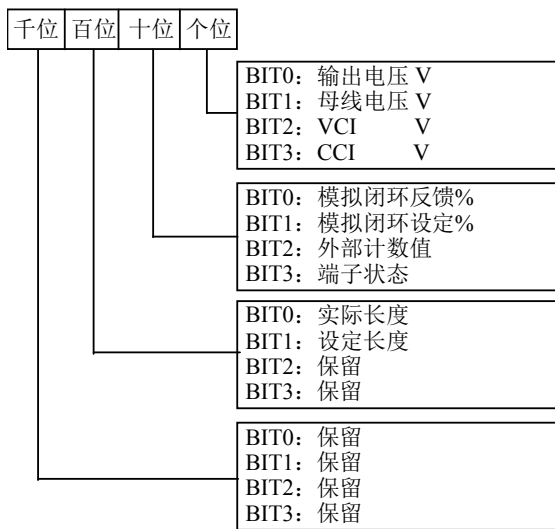 千位 百位 十位 个位
BIT0：输出电压 V
BIT1：母线电压 V
BIT2：VCI V
BIT3：CCI V
BIT0：模拟闭环反馈%
BIT1：模拟闭环设定%
BIT2：外部计数值
BIT3：端子状态
BIT0：实际长度
BIT1：设定长度
BIT2：保留
BIT3：保留
BIT0：保留
BIT1：保留
BIT2：保留
BIT3：保留